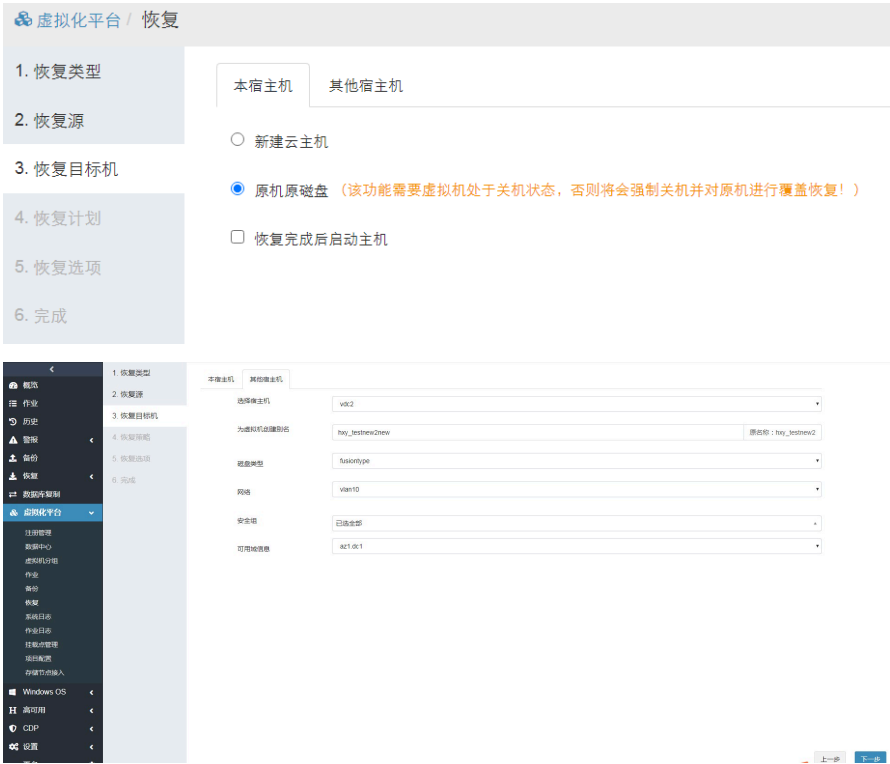 虚拟化平台 / 恢复
1. 恢复类型
2. 恢复源
3. 恢复目标机
4. 恢复计划
5. 恢复选项
6. 完成
本宿主机 其他宿主机
新建云主机
原机原磁盘 （该功能需要虚拟机处于关机状态，否则将会强制关机并对原机进行覆盖恢复！）
恢复完成后启动主机
概览
作业
历史
警报
备份
恢复
数据库复制
虚拟化平台
注册管理
数据中心
虚拟机分组
作业
备份
恢复
系统日志
作业日志
挂载点管理
项目配置
存储节点接入
Windows OS
高可用
CDP
设置
1. 恢复类型
2. 恢复源
3. 恢复目标机
4. 恢复策略
5. 恢复选项
6. 完成
本宿主机 其他宿主机
选择宿主机 vdc2
为虚拟机创建别名 hxy_testnew2new 原名称：hxy_testnew2
磁盘类型 fusiontype
网络 vlan10
安全组 已选全部
可用域信息 az1.dc1
上一步 下一步